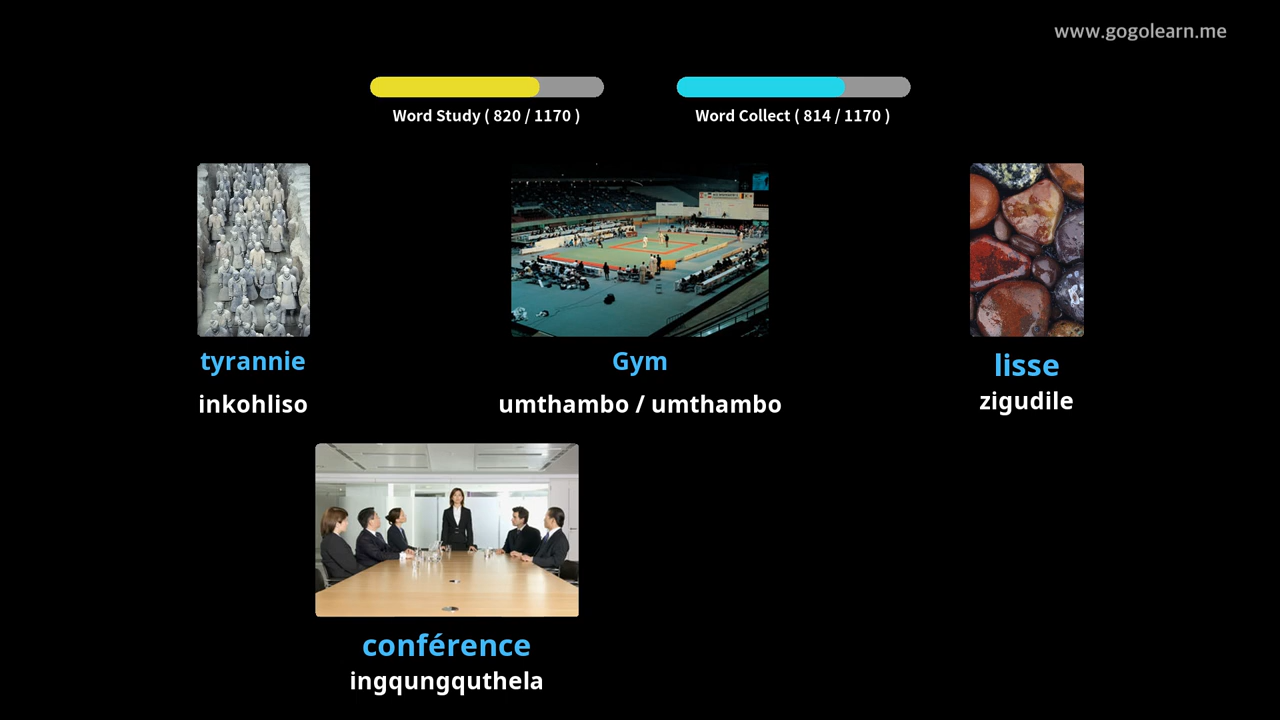 www.gogolearn.me
Word Study ( 820 / 1170 )
Word Collect ( 814 / 1170 )
tyrannie
inkohliso
Gym
umthambo / umthambo
lisse
zigudile
conférence
ingqungquthela